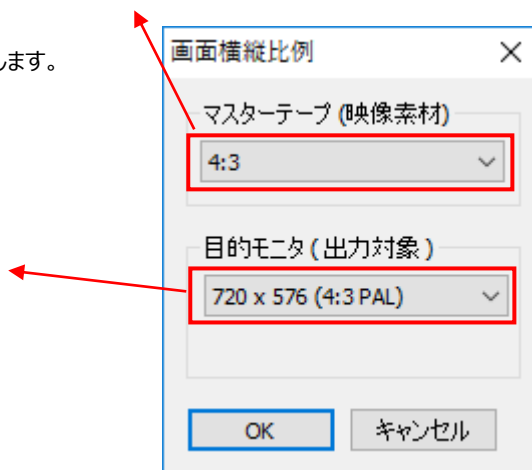 します。
画面横縦比例
マスターテープ (映像素材)
4:3
目的モニタ ( 出力対象 )
720 x 576 (4:3 PAL)
OK
キャンセル